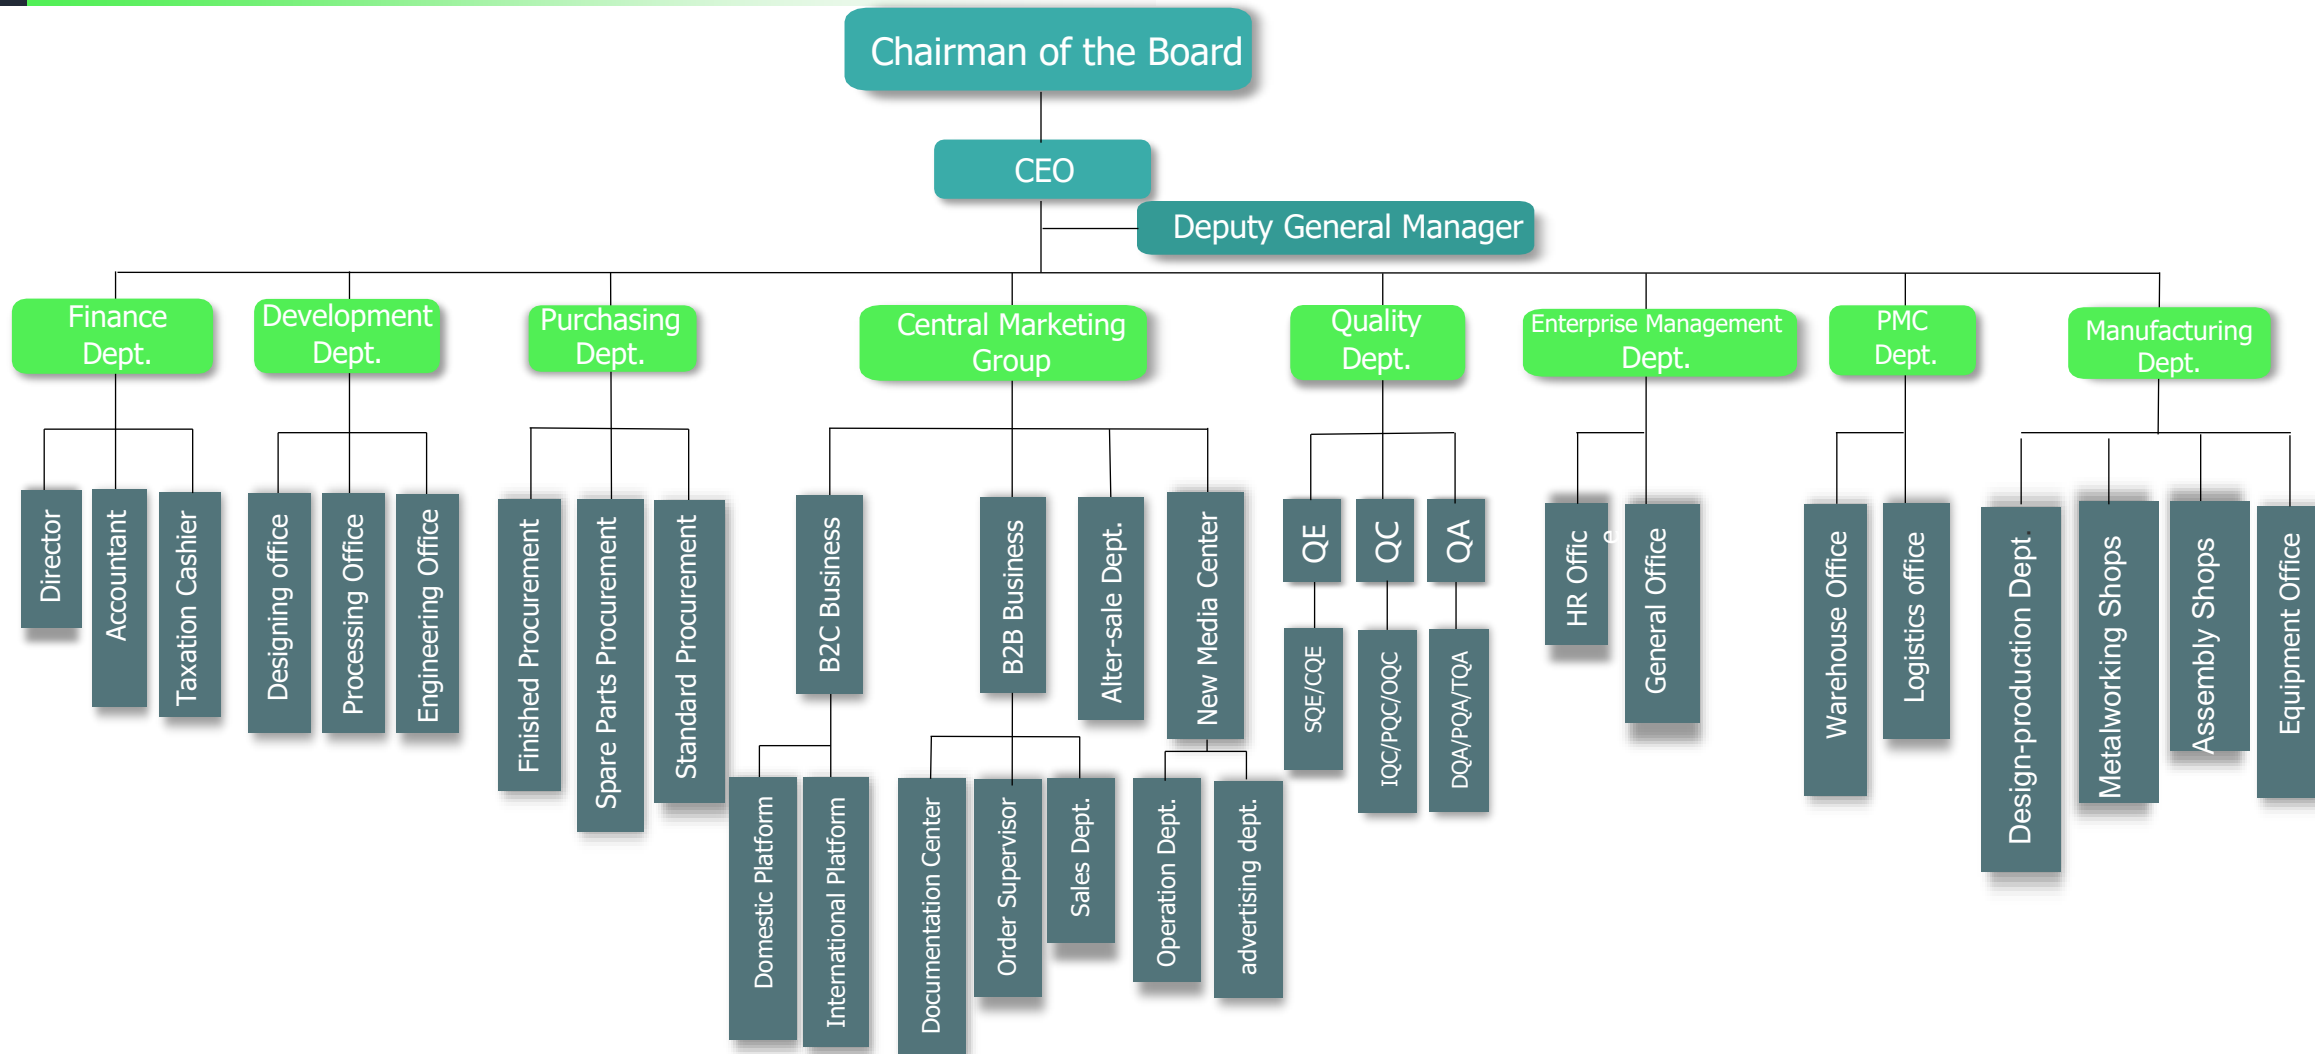 Chairman of the Board
CEO
Deputy General Manager
Finance
Dept.
Development
Dept.
Purchasing
Dept.
Central Marketing
Group
Quality
Dept.
Enterprise Management
Dept.
PMC
Dept.
Manufacturing
Dept.
Director
Accountant
Taxation Cashier
Designing office
Processing Office
Engineering Office
Finished Procurement
Spare Parts Procurement
Standard Procurement
B2C Business
B2B Business
Alter-sale Dept.
New Media Center
QE
QC
QA
HR Offic
e
General Office
Warehouse Office
Logistics office
Design-production Dept.
Metalworking Shops
Assembly Shops
Equipment Office
Domestic Platform
International Platform
Documentation Center
Order Supervisor
Sales Dept.
Operation Dept.
advertising dept.
SQE/CQE
IQC/PQC/OQC
DQA/PQA/TQA